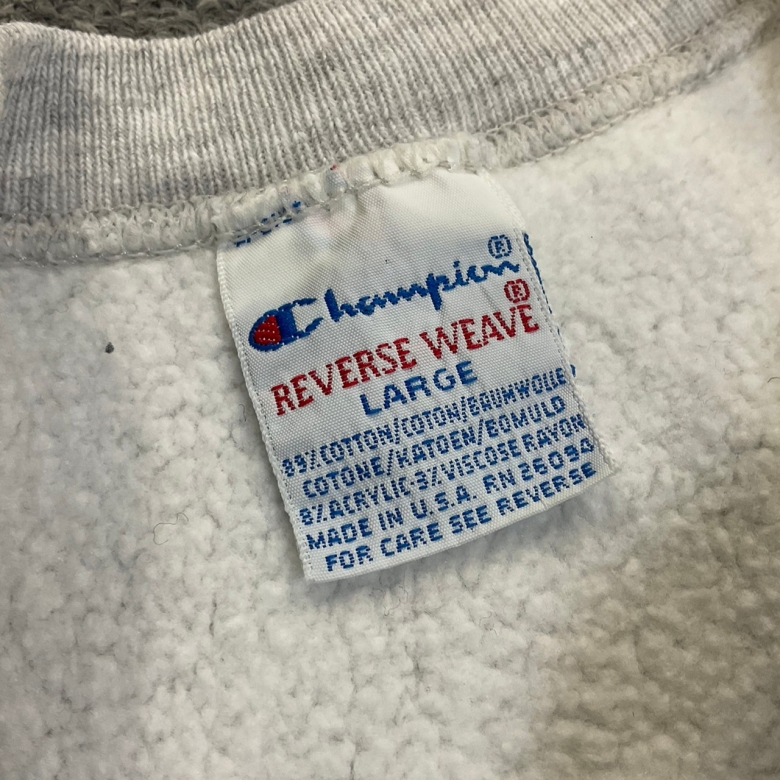 Champion®
REVERSE WEAVE®
LARGE
89%COTTON/COTON/BAUMWOLLE
COTONE/KATOEN/BOMULD
8%ACRYLIC-3%VISCOSE RAYON
MADE IN U.S.A. RN 26094
FOR CARE SEE REVERSE